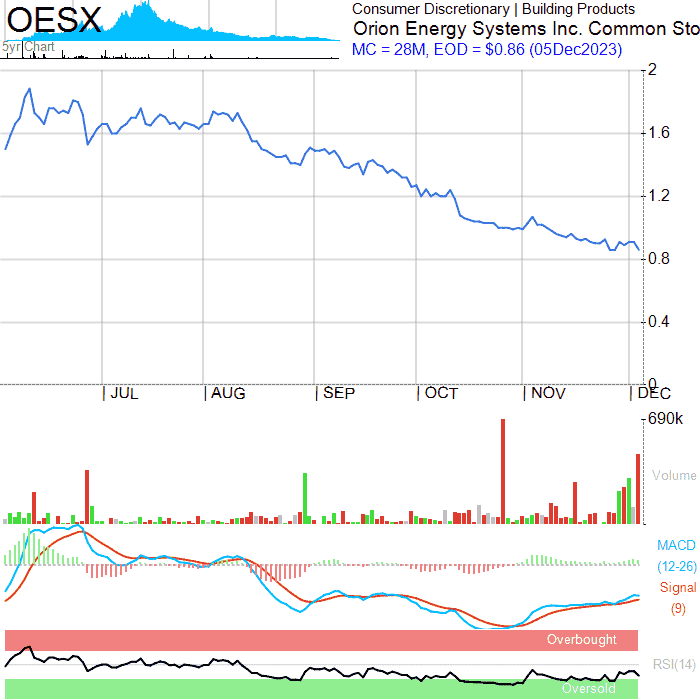 OESX
Consumer Discretionary | Building Products
Orion Energy Systems Inc. Common Sto
5yr Chart
MC = 28M, EOD = $0.86 (05Dec2023)
2
1.6
1.2
0.8
0.4
0
| JUL | AUG | SEP | OCT | NOV | DEC
690k
Volume
MACD
(12-26)
Signal
(9)
Overbought
RSI(14)
Oversold